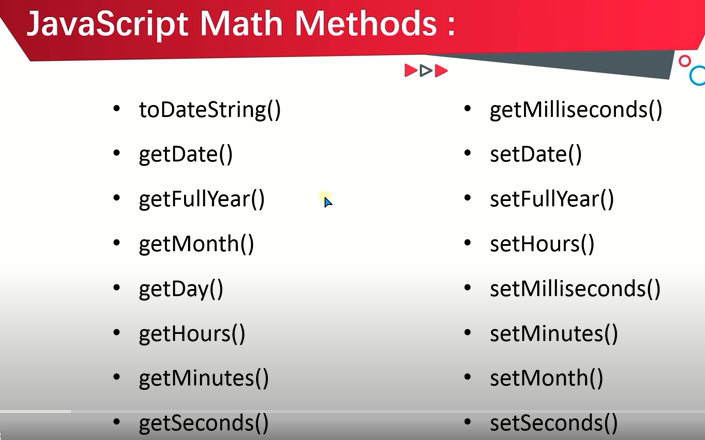 JavaScript Math Methods :
• toDateString()
• getDate()
• getFullYear()
• getMonth()
• getDay()
• getHours()
• getMinutes()
• getSeconds()
• getMilliseconds()
• setDate()
• setFullYear()
• setHours()
• setMilliseconds()
• setMinutes()
• setMonth()
• setSeconds()